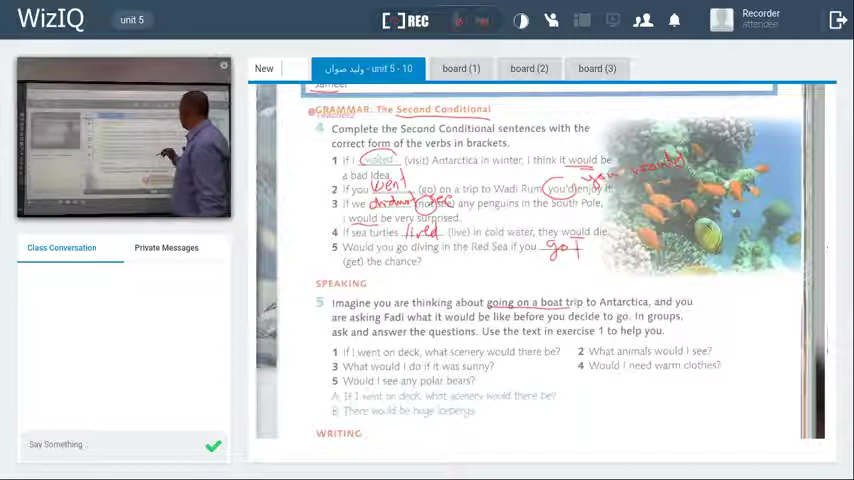 WizIQ
unit 5
REC
Recorder
attendee
New
وليد صوان - unit 5 - 10
board (1)
board (2)
board (3)
Sameer
GRAMMAR: The Second Conditional
4 Complete the Second Conditional sentences with the
correct form of the verbs in brackets.
1 If I visited (visit) Antarctica in winter, I think it would be
a bad idea.
you would
2 If you went (go) on a trip to Wadi Rum, you'd enjoy it.
3 If we didn't see (not see) any penguins in the South Pole,
I would be very surprised.
4 If sea turtles lived (live) in cold water, they would die.
5 Would you go diving in the Red Sea if you got
(get) the chance?
SPEAKING
5 Imagine you are thinking about going on a boat trip to Antarctica, and you
are asking Fadi what it would be like before you decide to go. In groups,
ask and answer the questions. Use the text in exercise 1 to help you.
1 If I went on deck, what scenery would there be?
2 What animals would I see?
3 What would I do if it was sunny?
4 Would I need warm clothes?
5 Would I see any polar bears?
A: If I went on deck, what scenery would there be?
B: There would be huge icebergs.
WRITING
Class Conversation
Private Messages
Say Something